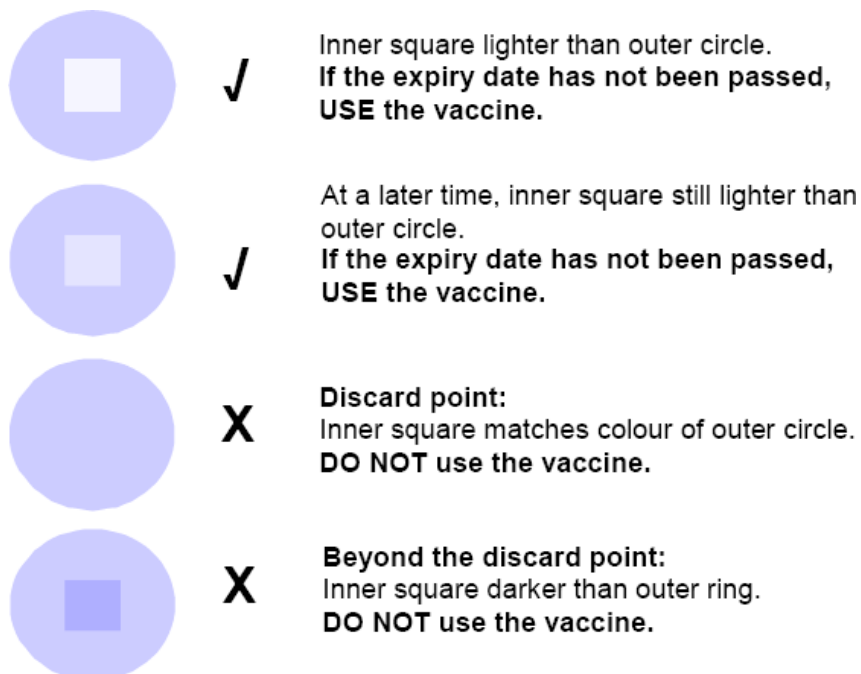 √
Inner square lighter than outer circle.
If the expiry date has not been passed,
USE the vaccine.
√
At a later time, inner square still lighter than
outer circle.
If the expiry date has not been passed,
USE the vaccine.
X
Discard point:
Inner square matches colour of outer circle.
DO NOT use the vaccine.
X
Beyond the discard point:
Inner square darker than outer ring.
DO NOT use the vaccine.